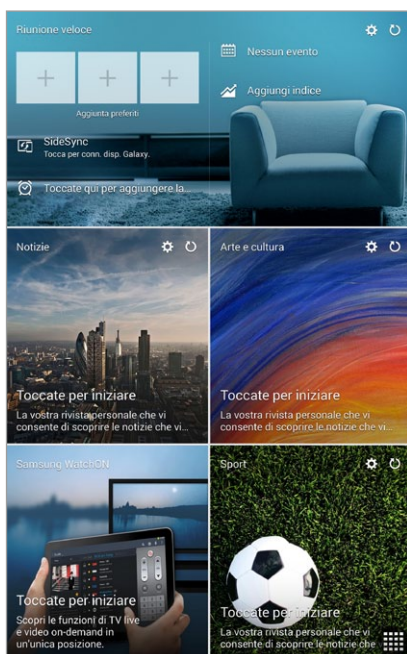 Riunione veloce
Nessun evento
Aggiunta preferiti
Aggiungi indice
SideSync
Tocca per conn. disp. Galaxy.
Toccate qui per aggiungere la...
Notizie
Toccate per iniziare
La vostra rivista personale che vi
consente di scoprire le notizie che vi...
Arte e cultura
Toccate per iniziare
La vostra rivista personale che vi
consente di scoprire le notizie che vi...
Samsung WatchON
Toccate per iniziare
Scopri le funzioni di TV live
e video on-demand in
un'unica posizione.
Sport
Toccate per iniziare
La vostra rivista personale che vi
consente di scoprire le notizie che